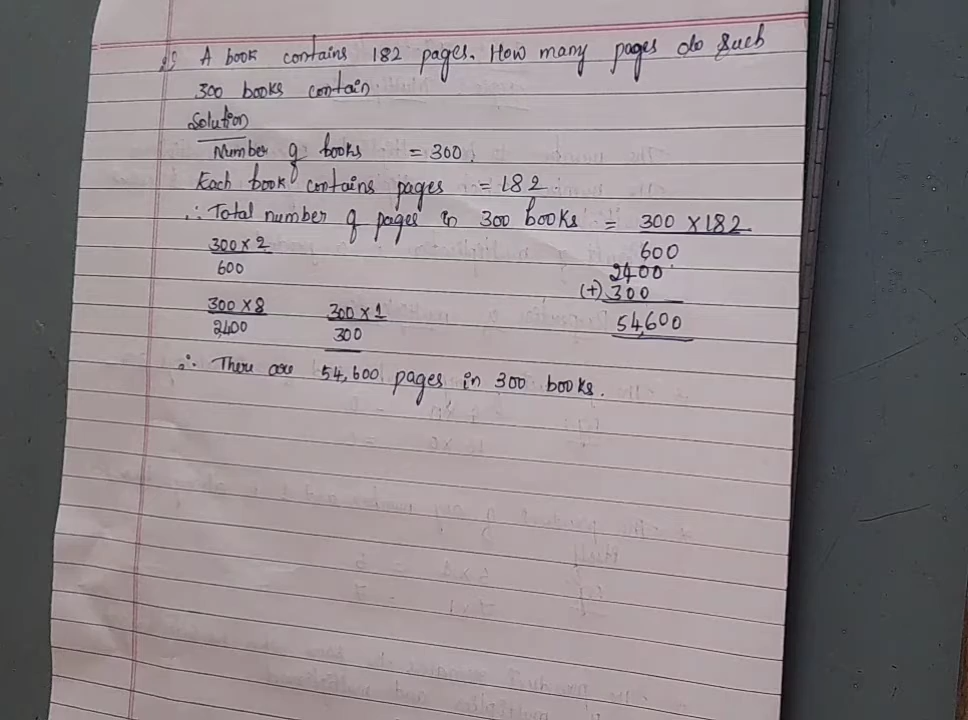 A book contains 182 pages. How many pages do such
300 books contain.
Solution
Number of books = 300.
Each book contains pages = 182.
∴ Total number of pages in 300 books = 300 × 182
300 × 2 600
600 2400
(+) 300
300 × 8 300 × 1 54,600
2400 300
∴ There are 54,600 pages in 300 books.